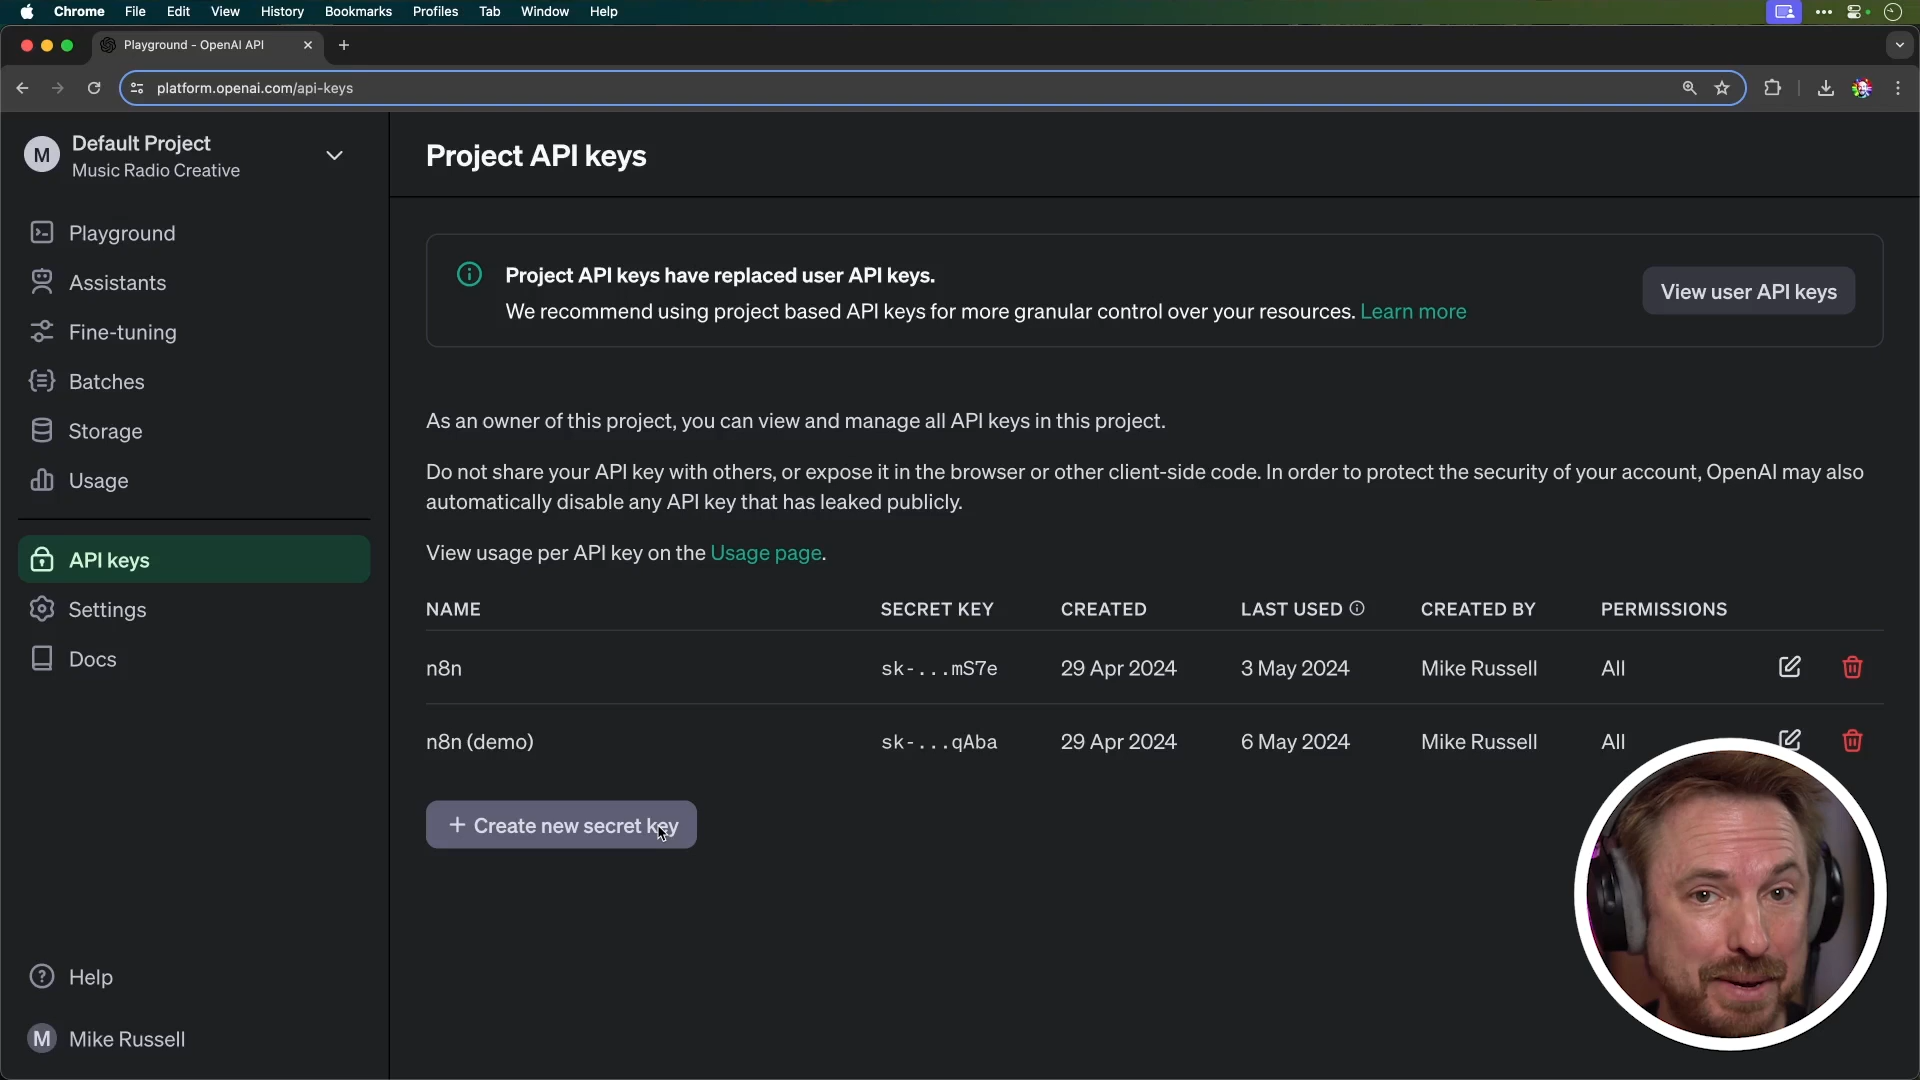 Chrome File Edit View History Bookmarks Profiles Tab Window Help
Playground - OpenAI API
platform.openai.com/api-keys
M
Default Project
Music Radio Creative
Playground
Assistants
Fine-tuning
Batches
Storage
Usage
API keys
Settings
Docs
Help
M Mike Russell
Project API keys
Project API keys have replaced user API keys.
We recommend using project based API keys for more granular control over your resources. Learn more
View user API keys
As an owner of this project, you can view and manage all API keys in this project.
Do not share your API key with others, or expose it in the browser or other client-side code. In order to protect the security of your account, OpenAI may also
automatically disable any API key that has leaked publicly.
View usage per API key on the Usage page.
NAME SECRET KEY CREATED LAST USED CREATED BY PERMISSIONS
n8n sk-...mS7e 29 Apr 2024 3 May 2024 Mike Russell All
n8n (demo) sk-...qAba 29 Apr 2024 6 May 2024 Mike Russell All
+ Create new secret key